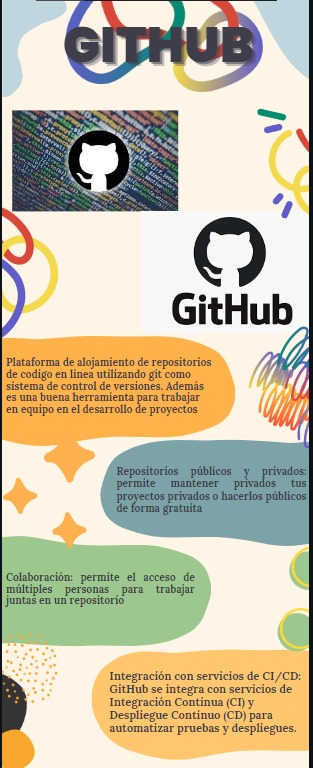 GITHUB
GitHub
Plataforma de alojamiento de repositorios
de codigo en linea utilizando git como
sistema de control de versiones. Además
es una buena herramienta para trabajar
en equipo en el desarrollo de proyectos
Repositorios públicos y privados:
permite mantener privados tus
proyectos privados o hacerlos públicos
de forma gratuita
Colaboración: permite el acceso de
múltiples personas para trabajar
juntas en un repositorio
Integración con servicios de CI/CD:
GitHub se integra con servicios de
Integración Continua (CI) y
Despliegue Continuo (CD) para
automatizar pruebas y despliegues.